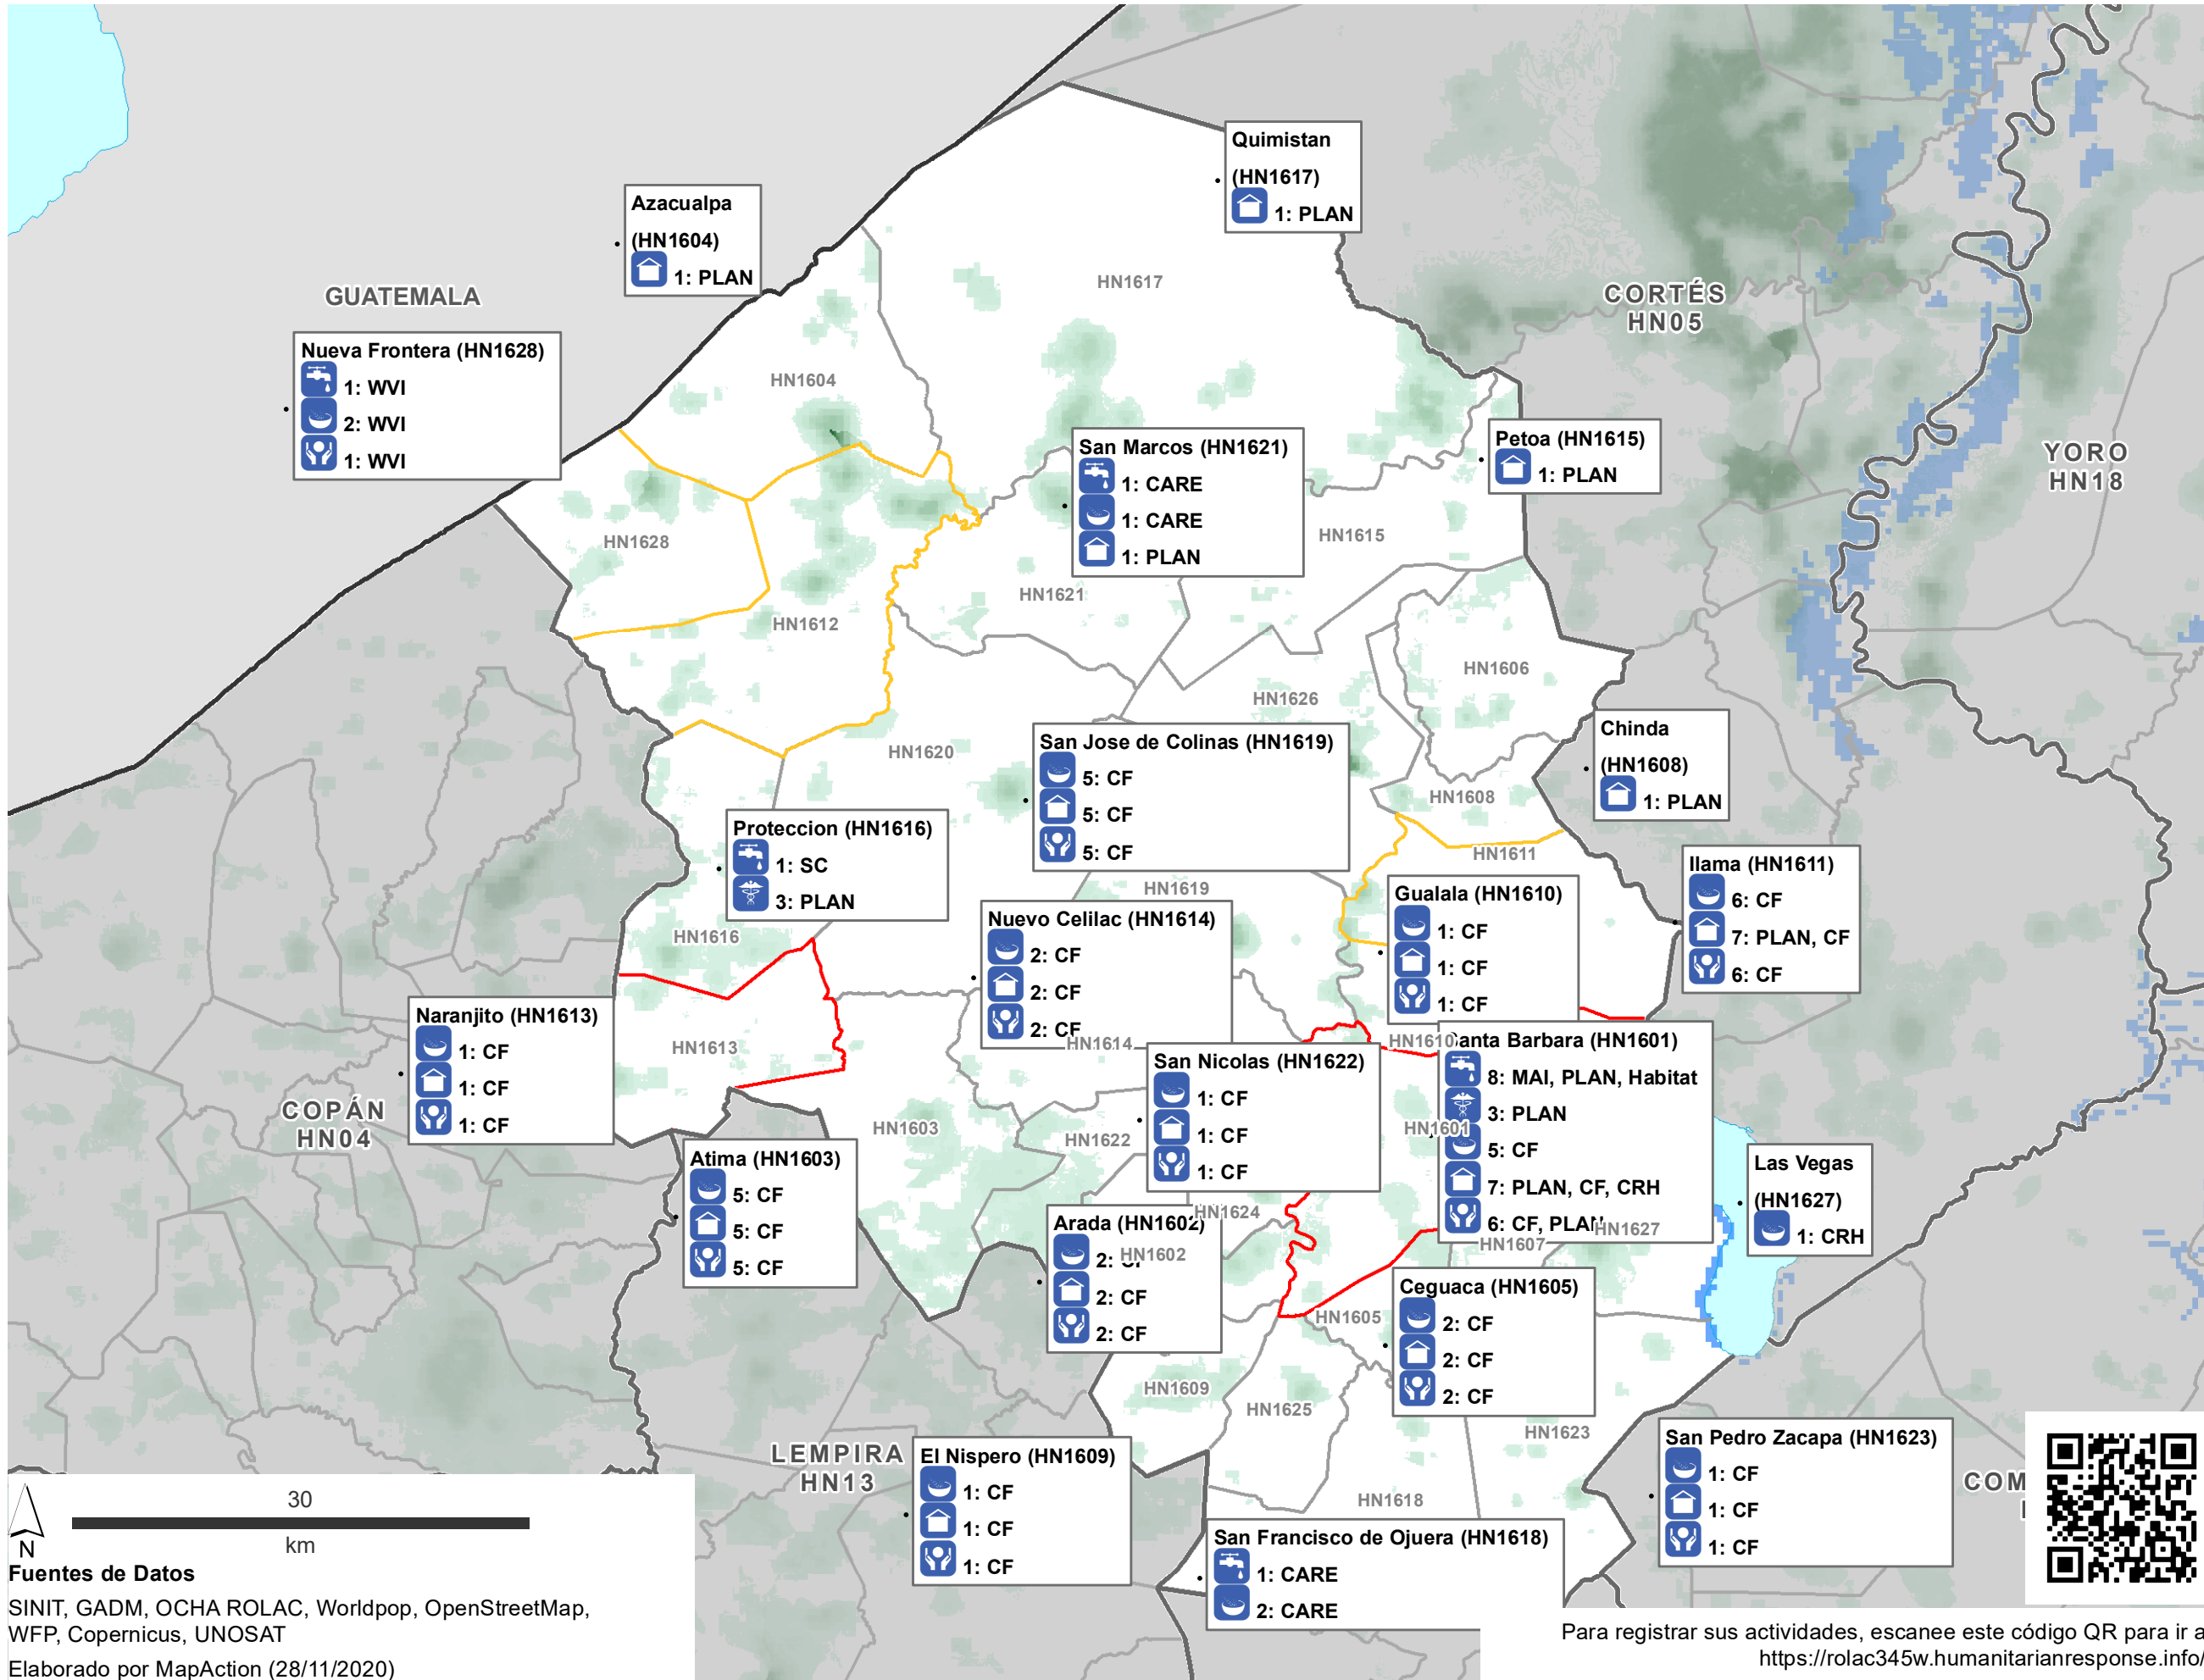 Quimistan
(HN1617)
1: PLAN
Azacualpa
(HN1604)
1: PLAN
GUATEMALA
HN1617
CORTÉS
HN05
Nueva Frontera (HN1628)
1: WVI
2: WVI
1: WVI
HN1604
San Marcos (HN1621)
1: CARE
1: CARE
1: PLAN
Petoa (HN1615)
1: PLAN
YORO
HN18
HN1628
HN1615
HN1621
HN1612
HN1606
HN1626
HN1620
San Jose de Colinas (HN1619)
5: CF
5: CF
5: CF
Chinda
(HN1608)
1: PLAN
HN1608
Proteccion (HN1616)
1: SC
3: PLAN
HN1611
Ilama (HN1611)
6: CF
7: PLAN, CF
6: CF
HN1619
Gualala (HN1610)
1: CF
1: CF
1: CF
Nuevo Celilac (HN1614)
2: CF
2: CF
2: CF
HN1616
HN1614
Naranjito (HN1613)
1: CF
1: CF
1: CF
HN1613
HN1610
Santa Barbara (HN1601)
8: MAI, PLAN, Habitat
3: PLAN
5: CF
7: PLAN, CF, CRH
6: CF, PLAN
San Nicolas (HN1622)
1: CF
1: CF
1: CF
COPÁN
HN04
HN1603
HN1622
HN1601
Atima (HN1603)
5: CF
5: CF
5: CF
Las Vegas
(HN1627)
1: CRH
Arada (HN1602)
2: CF
2: CF
2: CF
HN1624
HN1602
HN1627
HN1607
HN1605
Ceguaca (HN1605)
2: CF
2: CF
2: CF
HN1609
HN1625
HN1623
San Pedro Zacapa (HN1623)
1: CF
1: CF
1: CF
LEMPIRA
HN13
El Nispero (HN1609)
1: CF
1: CF
1: CF
COM
HN1618
San Francisco de Ojuera (HN1618)
1: CARE
2: CARE
30
km
N
Fuentes de Datos
SINIT, GADM, OCHA ROLAC, Worldpop, OpenStreetMap,
WFP, Copernicus, UNOSAT
Elaborado por MapAction (28/11/2020)
Para registrar sus actividades, escanee este código QR para ir a
https://rolac345w.humanitarianresponse.info/